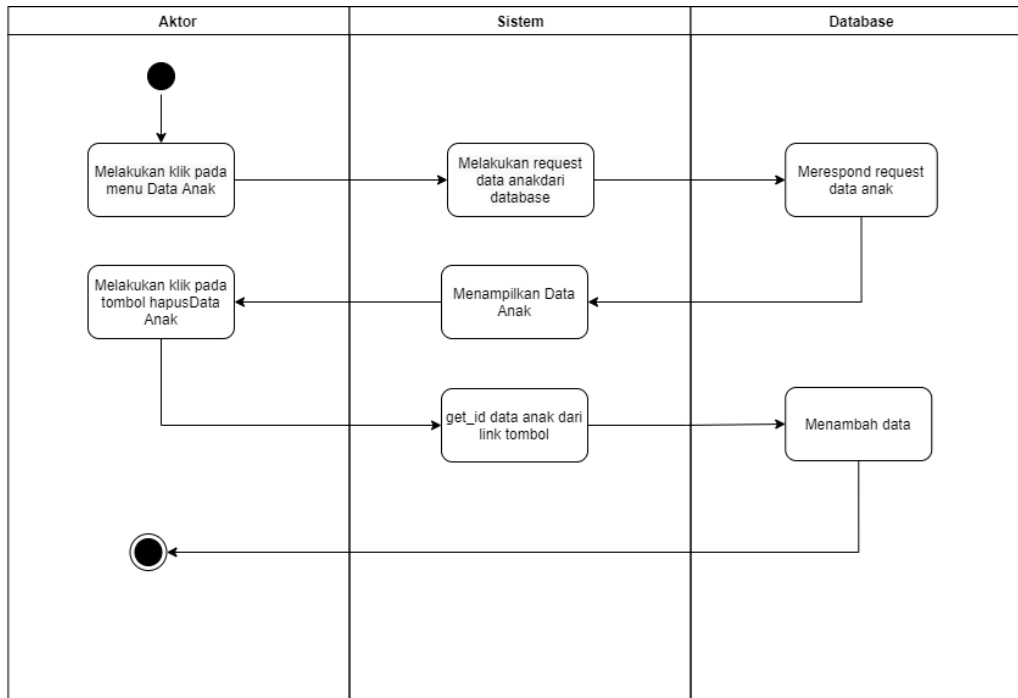 Aktor
Sistem
Database
Melakukan klik pada
menu Data Anak
Melakukan request
data anakdari
database
Merespond request
data anak
Melakukan klik pada
tombol hapusData
Anak
Menampilkan Data
Anak
get_id data anak dari
link tombol
Menambah data